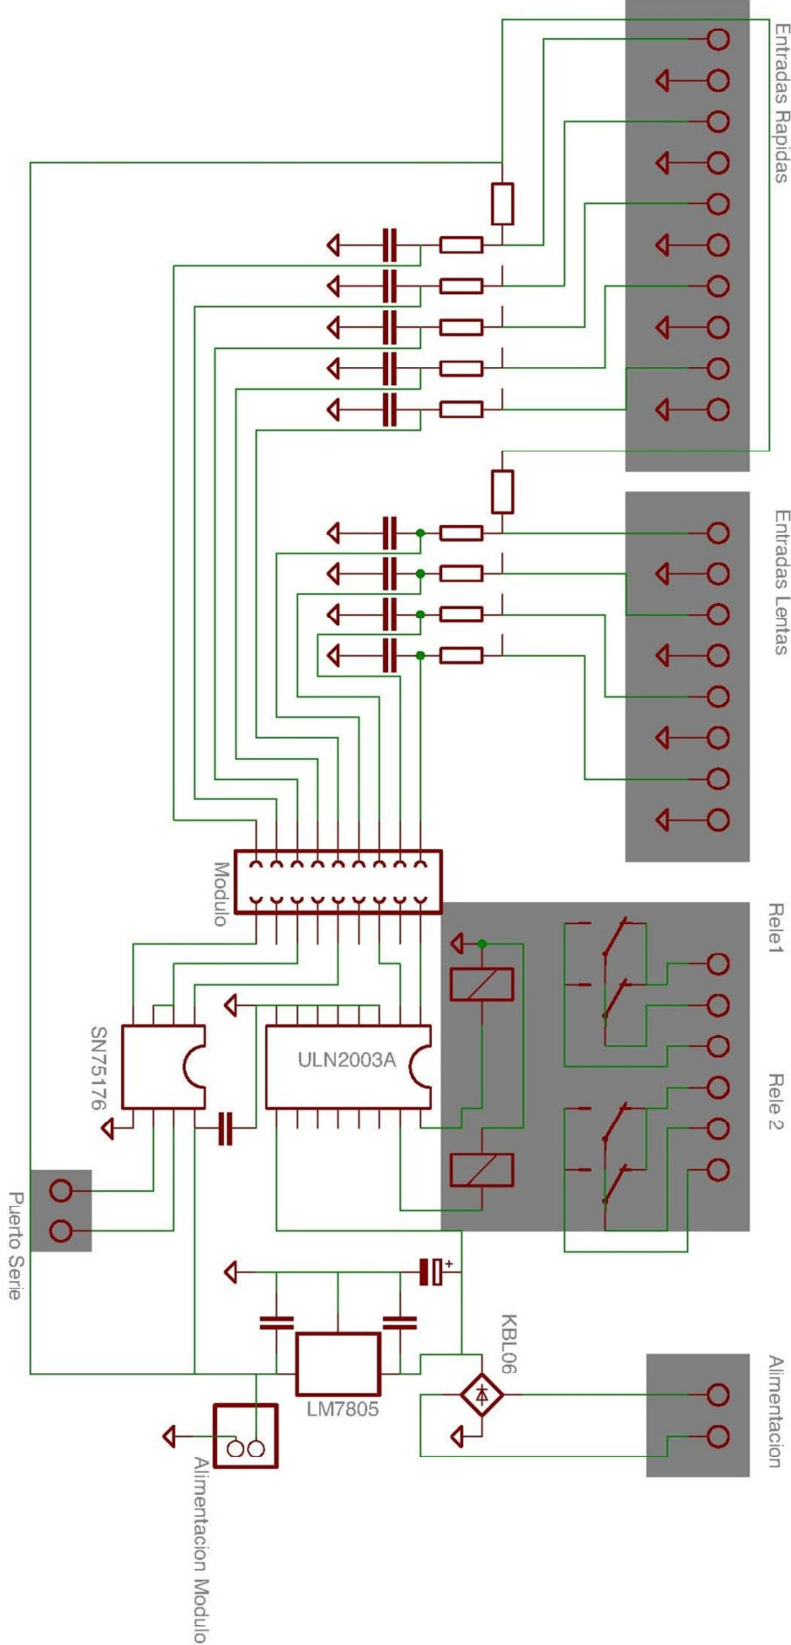 Entradas Rapidas
Entradas Lentas
Rele1
Rele 2
Alimentacion
Modulo
ULN2003A
SN75176
Puerto Serie
+
KBL06
LM7805
Alimentacion Modulo